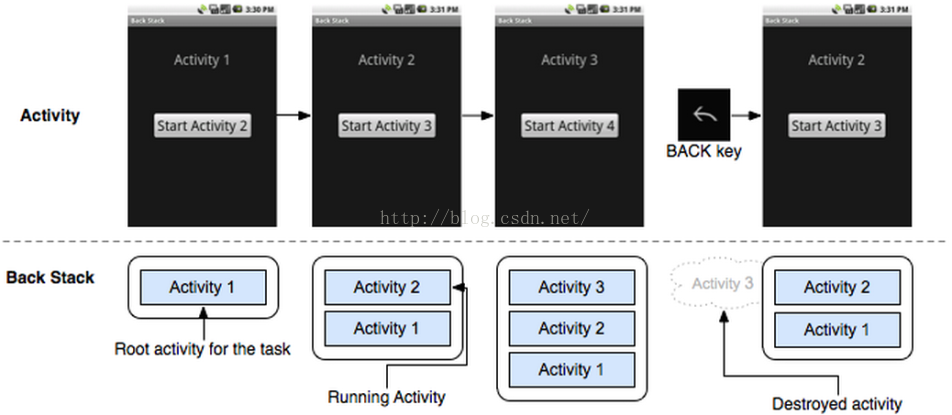 3:30 PM
Back Stack
Activity 1
Start Activity 2
3:31 PM
Back Stack
Activity 2
Start Activity 3
3:31 PM
Back Stack
Activity 3
Start Activity 4
3:31 PM
Back Stack
Activity 2
Start Activity 3
Activity
BACK key
http://blog.csdn.net/
Back Stack
Activity 1
Root activity for the task
Activity 2
Activity 1
Running Activity
Activity 3
Activity 2
Activity 1
Activity 3
Activity 2
Activity 1
Destroyed activity